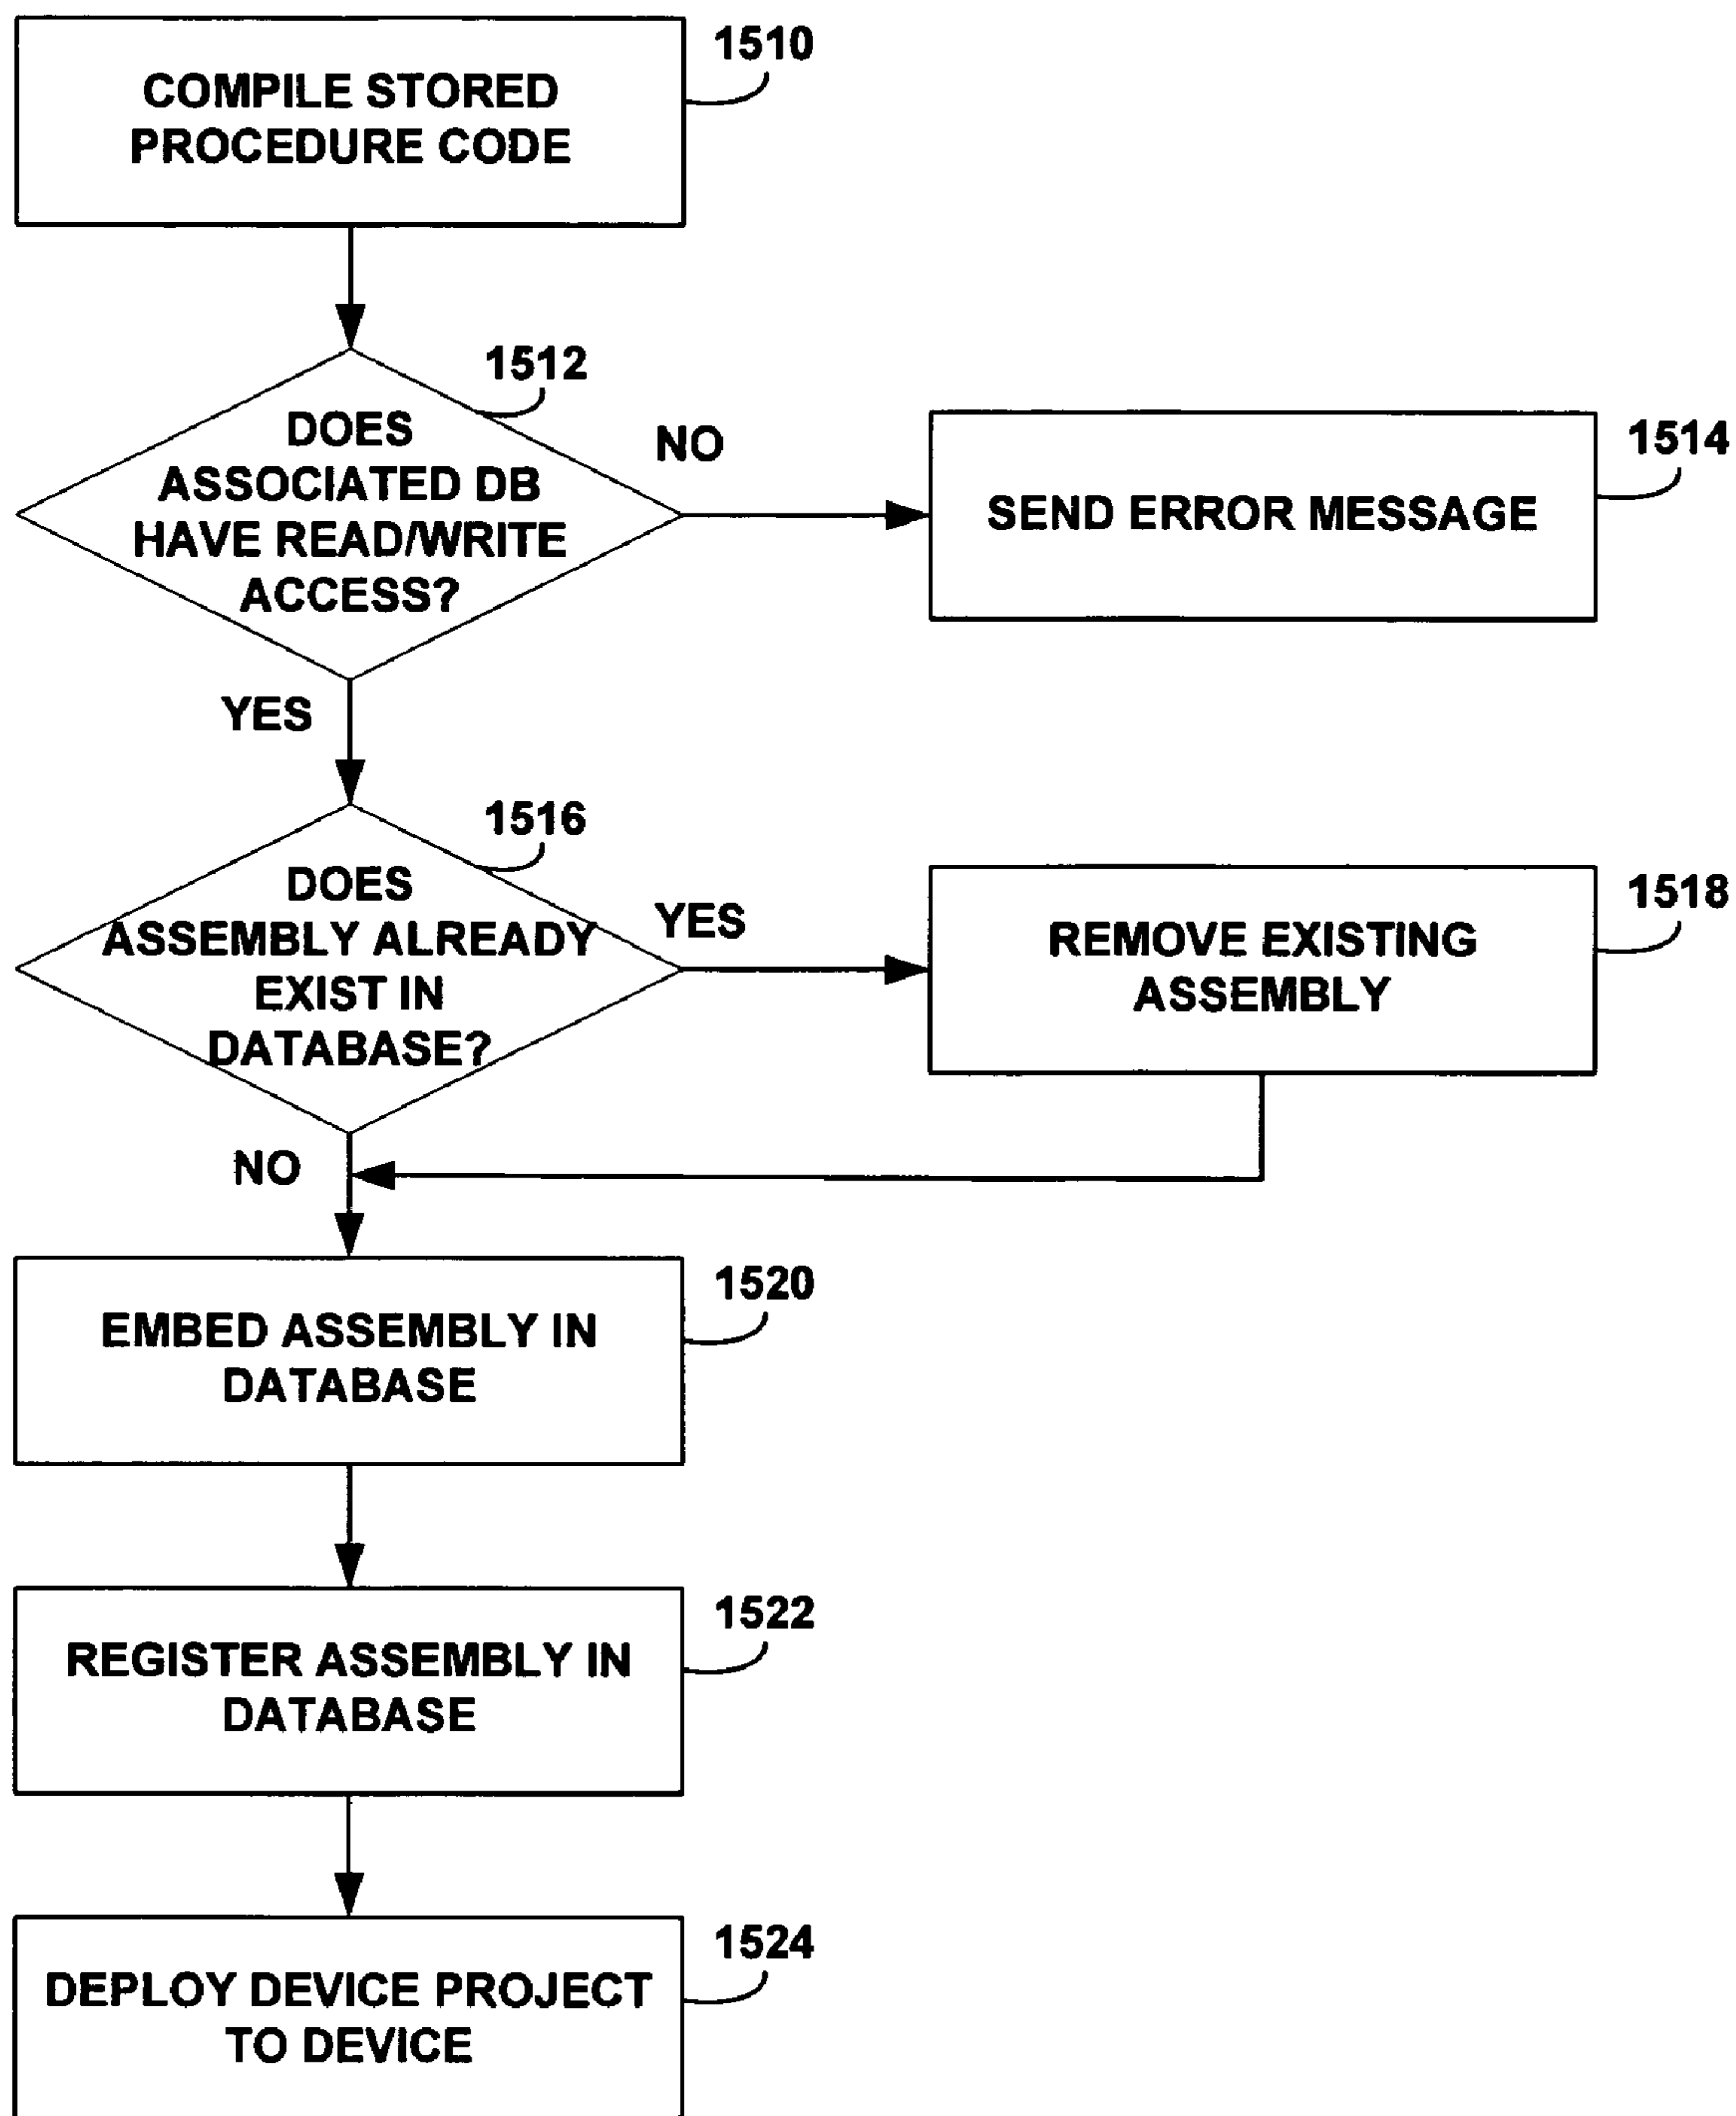 COMPILE STORED
PROCEDURE CODE
1510
1512
DOES
ASSOCIATED DB
HAVE READ/WRITE
ACCESS?
NO
1514
SEND ERROR MESSAGE
YES
1516
DOES
ASSEMBLY ALREADY
EXIST IN
DATABASE?
YES
1518
REMOVE EXISTING
ASSEMBLY
NO
1520
EMBED ASSEMBLY IN
DATABASE
1522
REGISTER ASSEMBLY IN
DATABASE
1524
DEPLOY DEVICE PROJECT
TO DEVICE